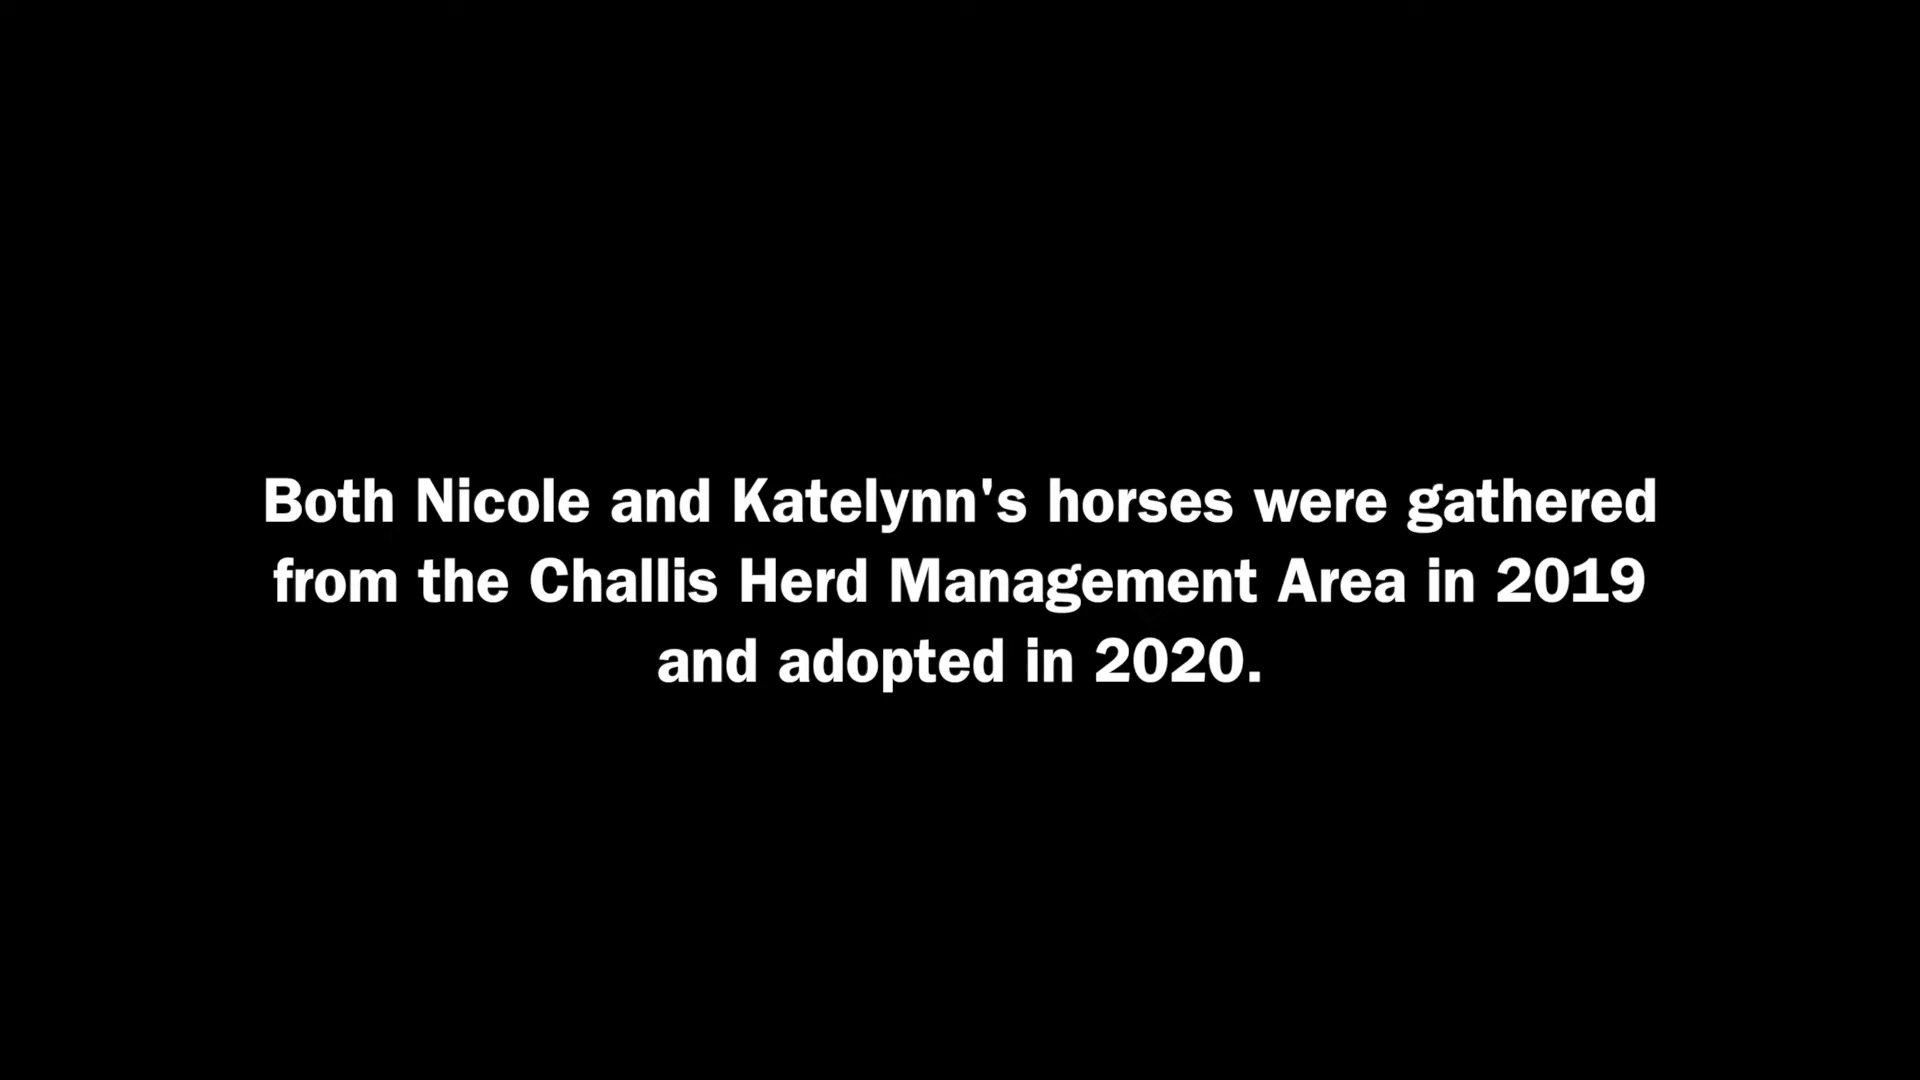 Both Nicole and Katelynn's horses were gathered
from the Challis Herd Management Area in 2019
and adopted in 2020.